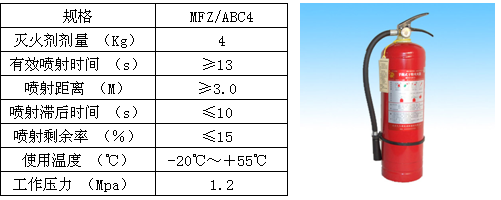 规格 MFZ/ABC4
灭火剂剂量 （Kg） 4
有效喷射时间 （s） ≥13
喷射距离 （M） ≥3.0
喷射滞后时间 （s） ≤10
喷射剩余率 （%） ≤15
使用温度 （℃） -20℃～＋55℃
工作压力 （Mpa） 1.2